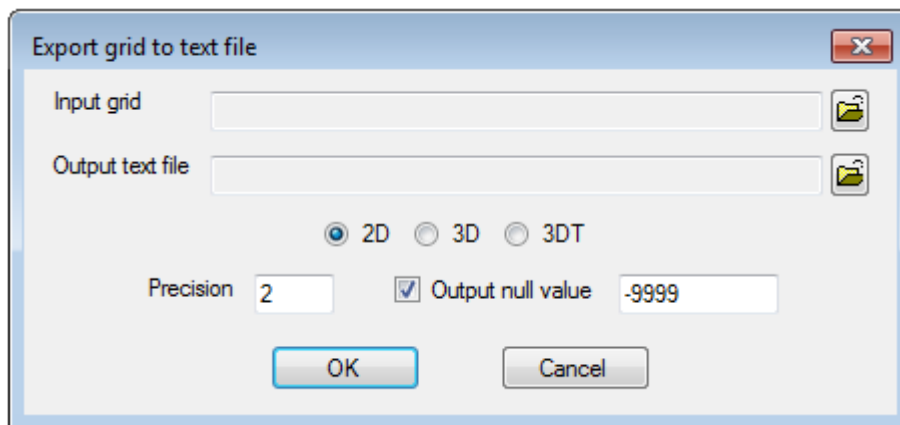 Export grid to text file
Input grid
Output text file
2D 3D 3DT
Precision 2 Output null value -9999
OK Cancel